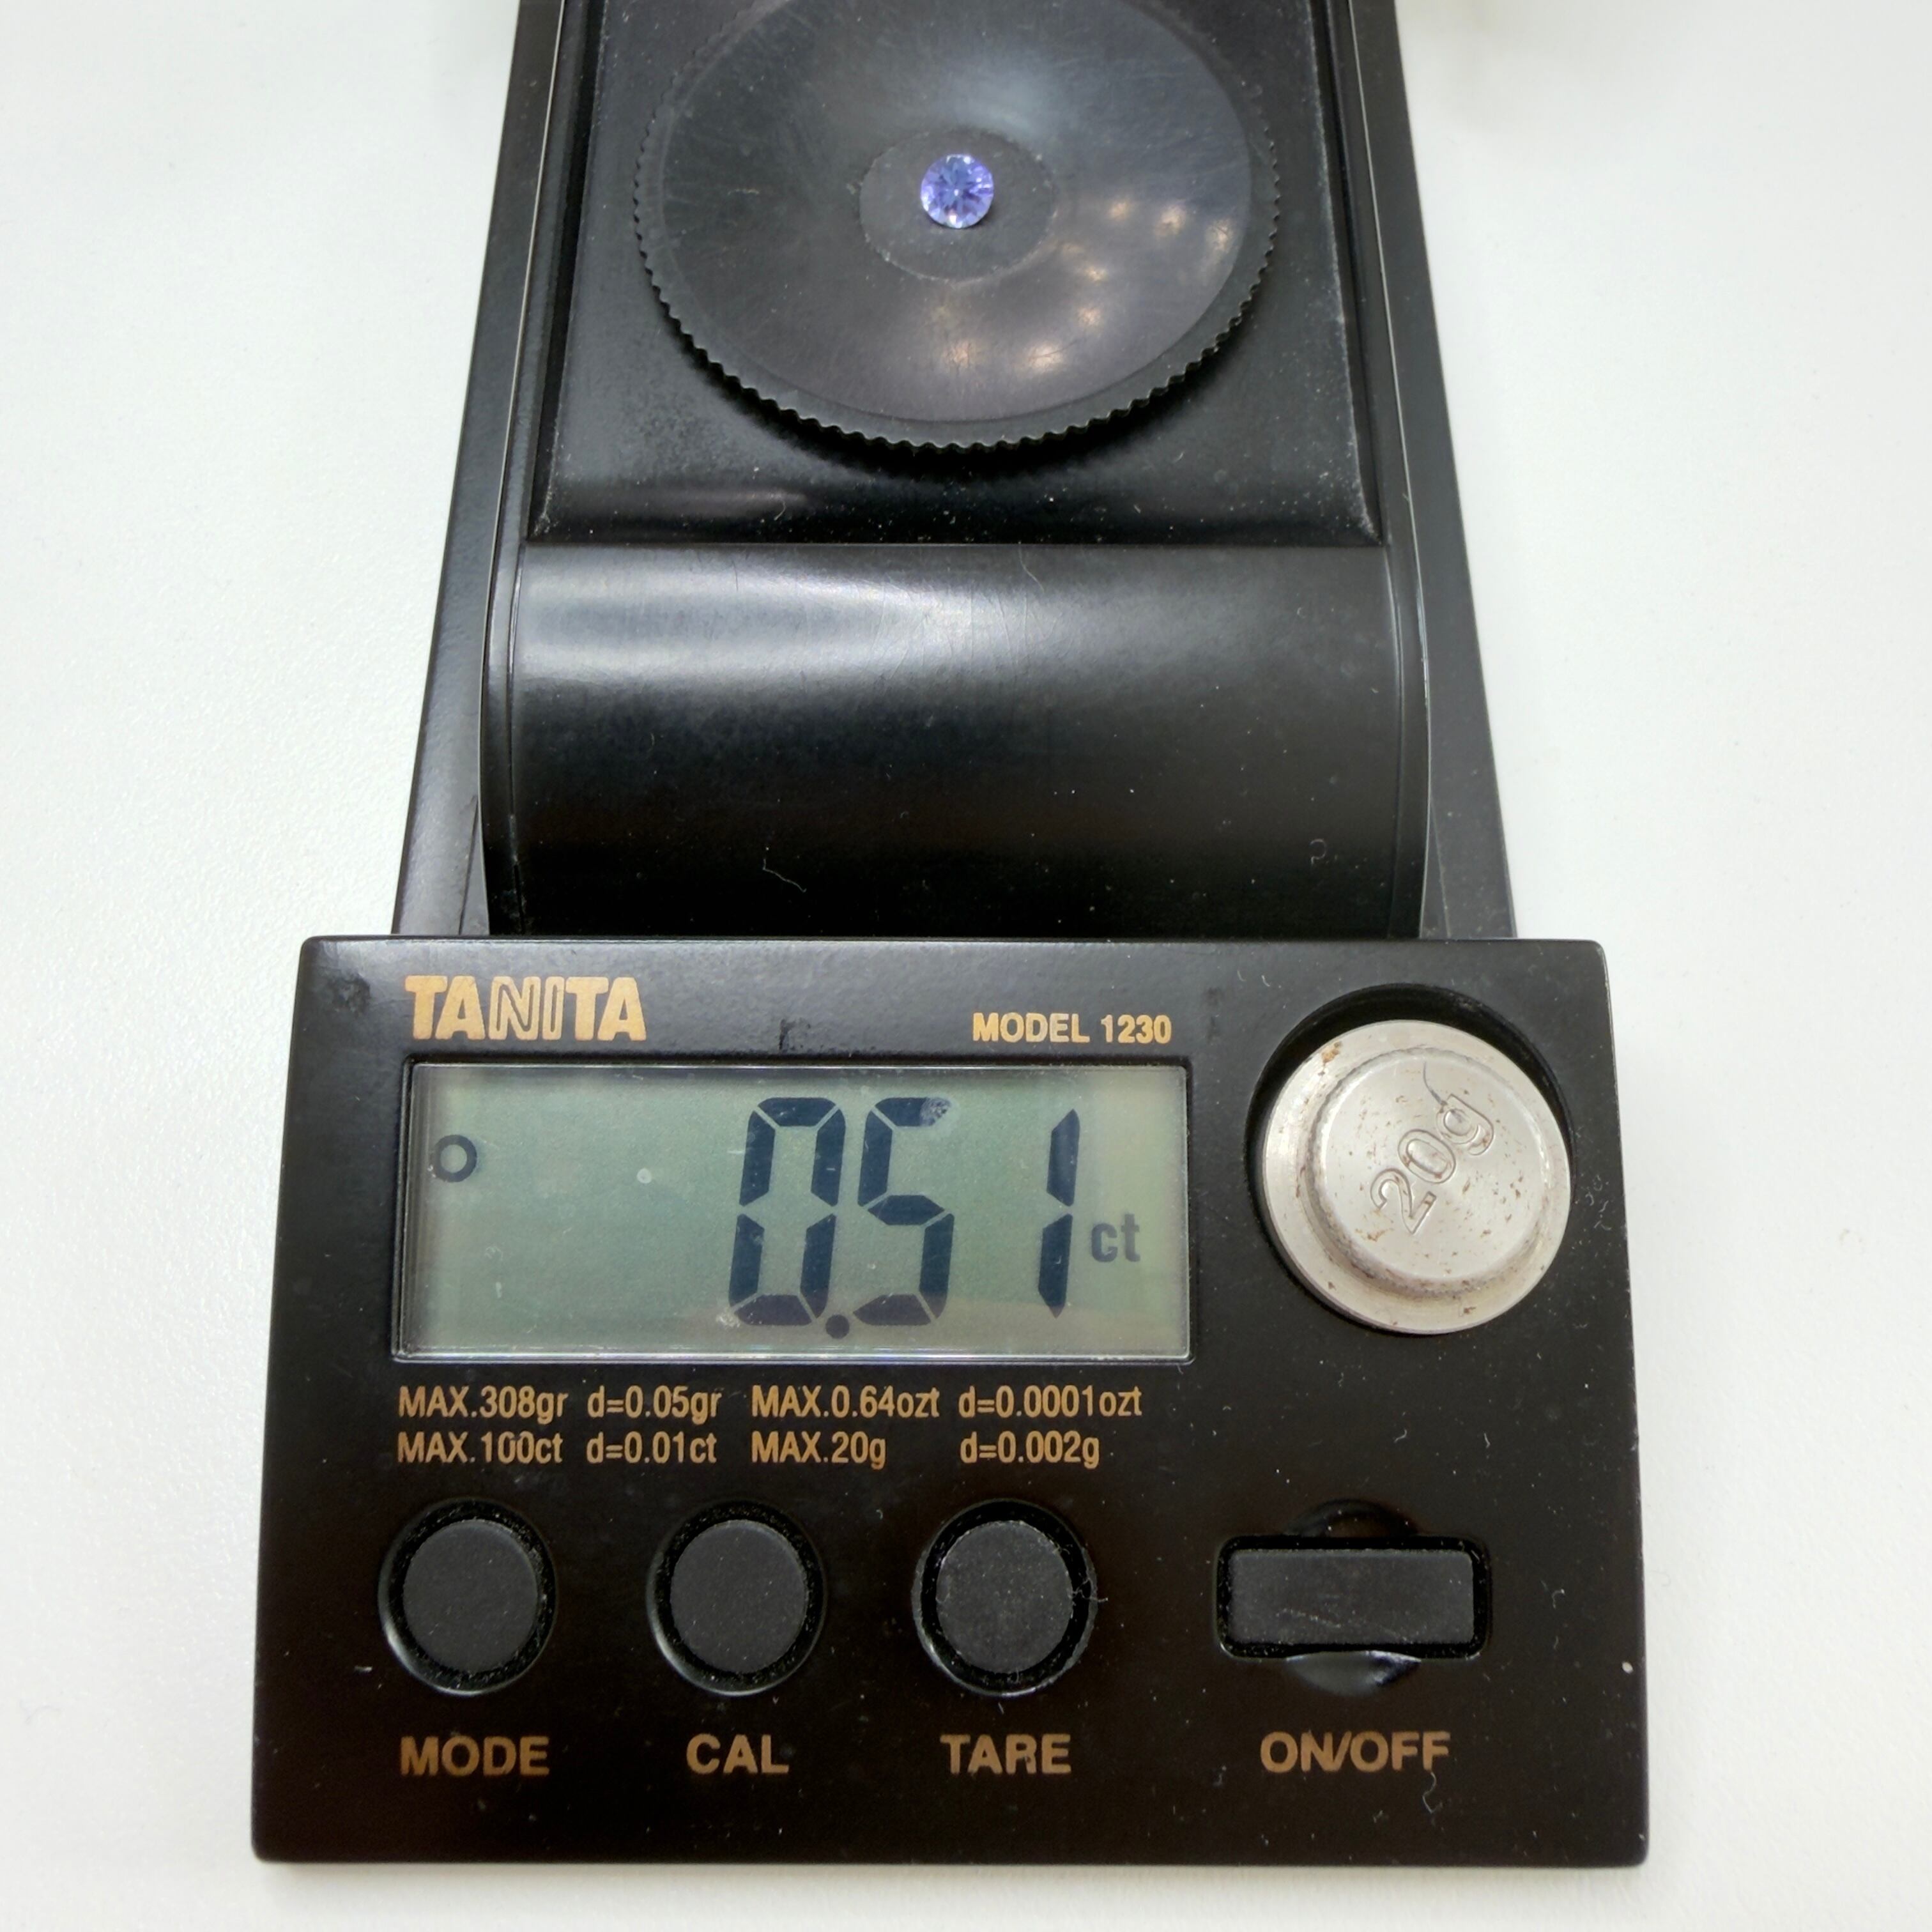 TANITA
MODEL 1230
0.51 ct
20g
MAX.308gr d=0.05gr MAX.0.64ozt d=0.0001ozt
MAX.100ct d=0.01ct MAX.20g d=0.002g
MODE CAL TARE ON/OFF